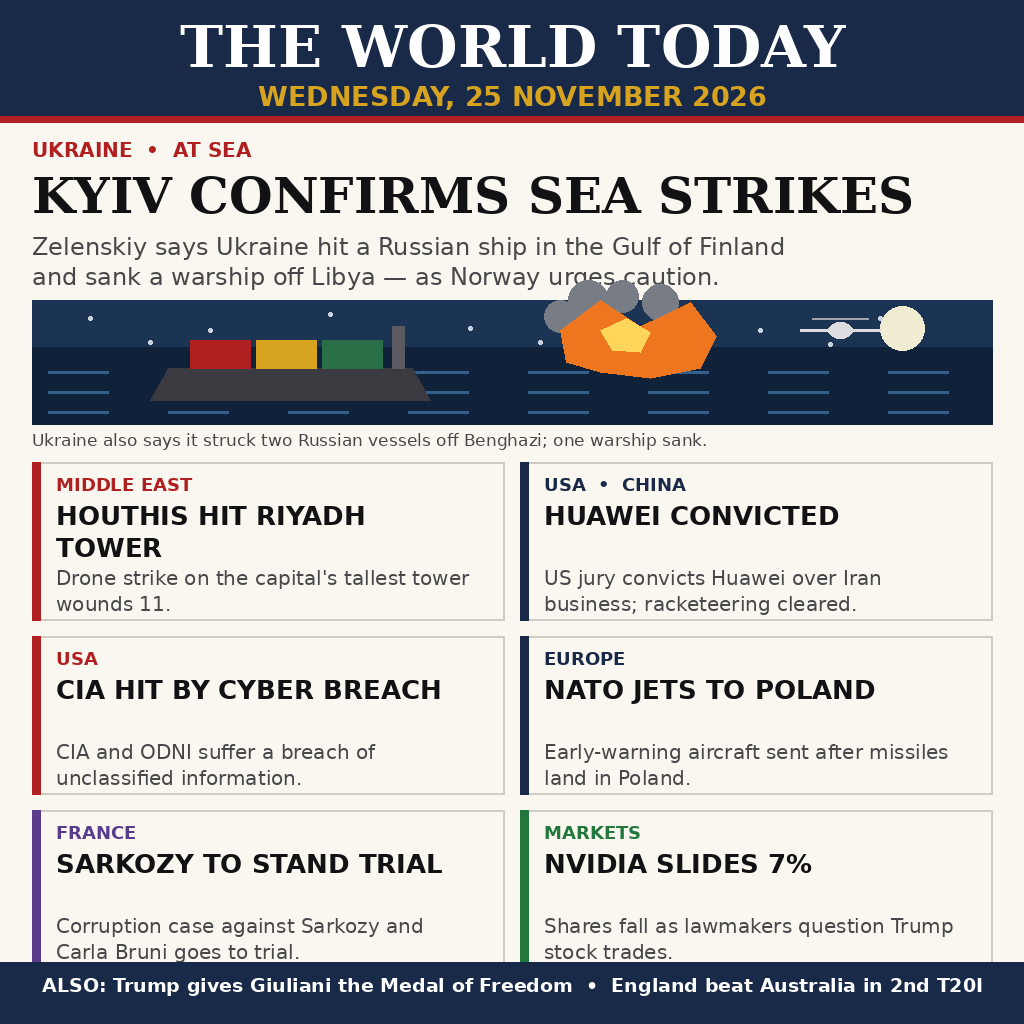 THE WORLD TODAY
WEDNESDAY, 25 NOVEMBER 2026
UKRAINE • AT SEA
KYIV CONFIRMS SEA STRIKES
Zelenskiy says Ukraine hit a Russian ship in the Gulf of Finland
and sank a warship off Libya — as Norway urges caution.
Ukraine also says it struck two Russian vessels off Benghazi; one warship sank.
MIDDLE EAST
HOUTHIS HIT RIYADH
TOWER
Drone strike on the capital's tallest tower
wounds 11.
USA • CHINA
HUAWEI CONVICTED
US jury convicts Huawei over Iran
business; racketeering cleared.
USA
CIA HIT BY CYBER BREACH
CIA and ODNI suffer a breach of
unclassified information.
EUROPE
NATO JETS TO POLAND
Early-warning aircraft sent after missiles
land in Poland.
FRANCE
SARKOZY TO STAND TRIAL
Corruption case against Sarkozy and
Carla Bruni goes to trial.
MARKETS
NVIDIA SLIDES 7%
Shares fall as lawmakers question Trump
stock trades.
ALSO: Trump gives Giuliani the Medal of Freedom • England beat Australia in 2nd T20I